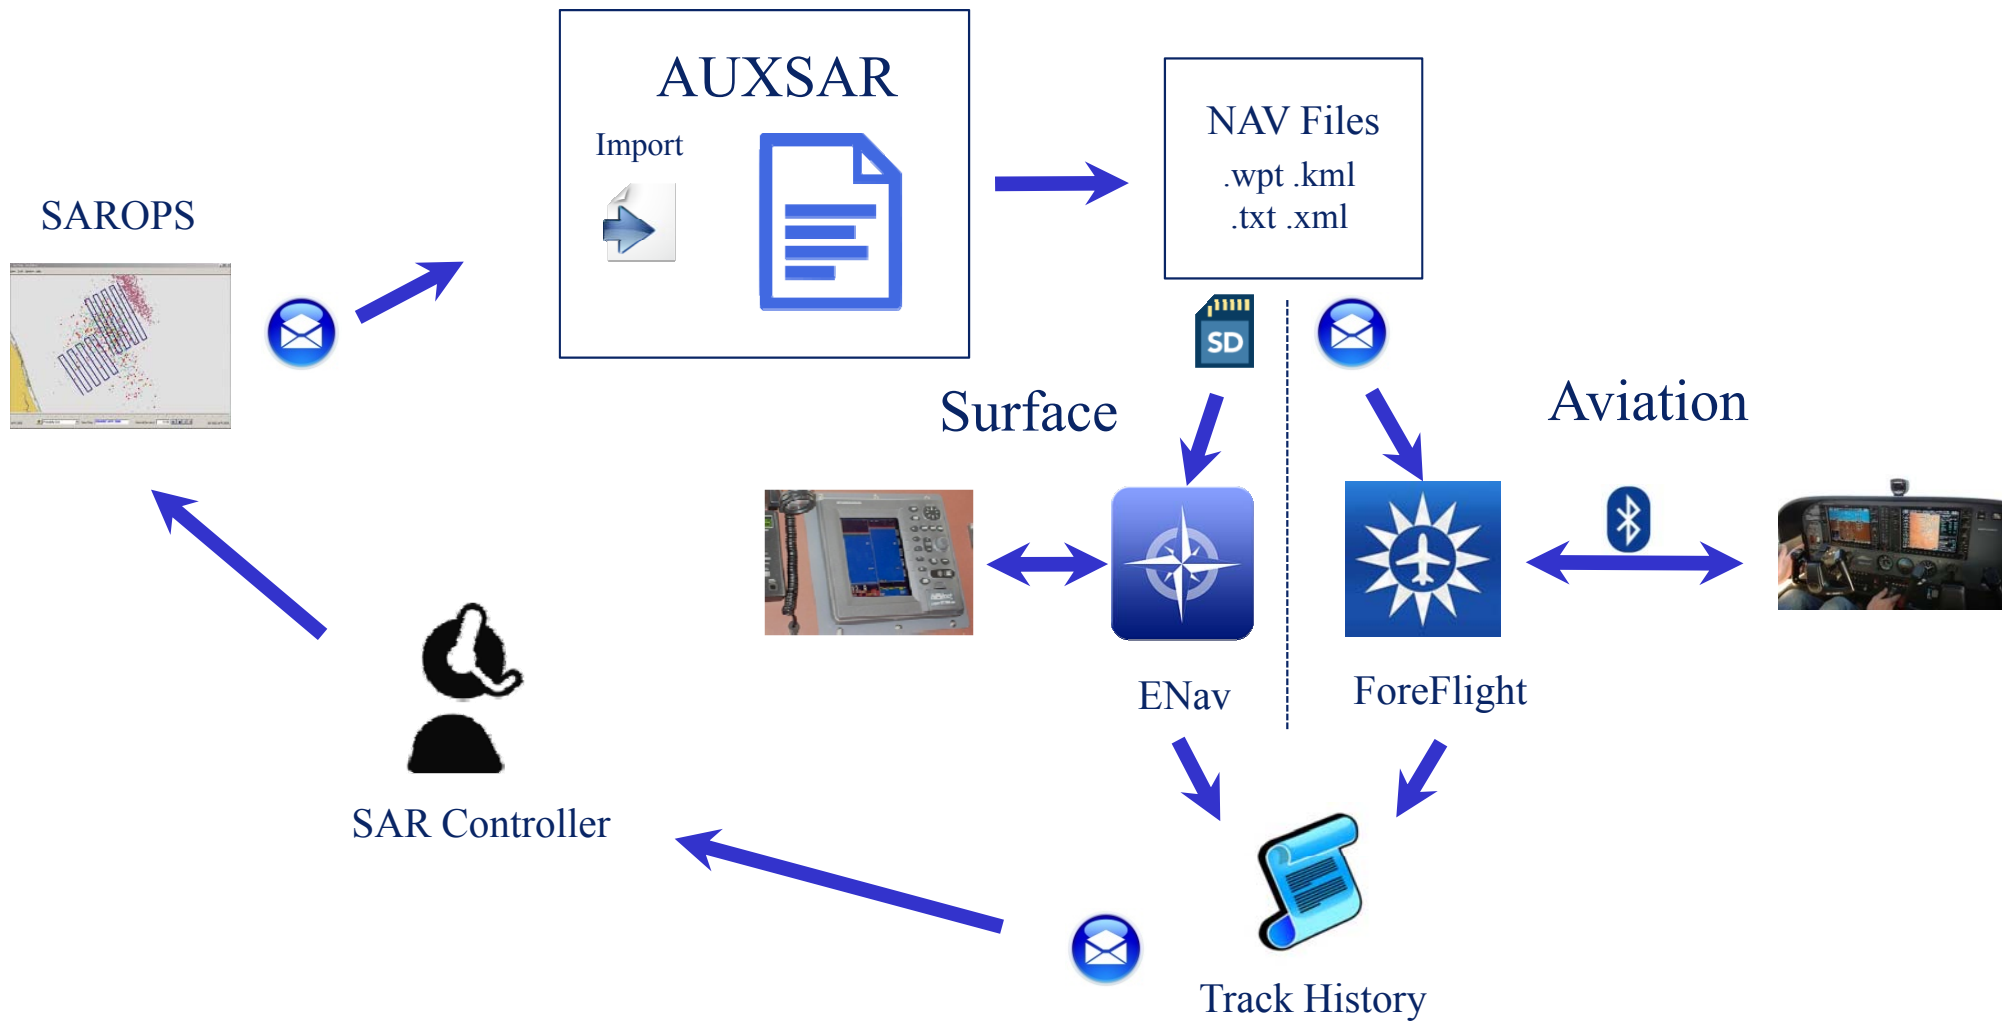 AUXSAR
Import
NAV Files
.wpt .kml
.txt .xml
SAROPS
SD
Surface
Aviation
ENav
ForeFlight
SAR Controller
Track History